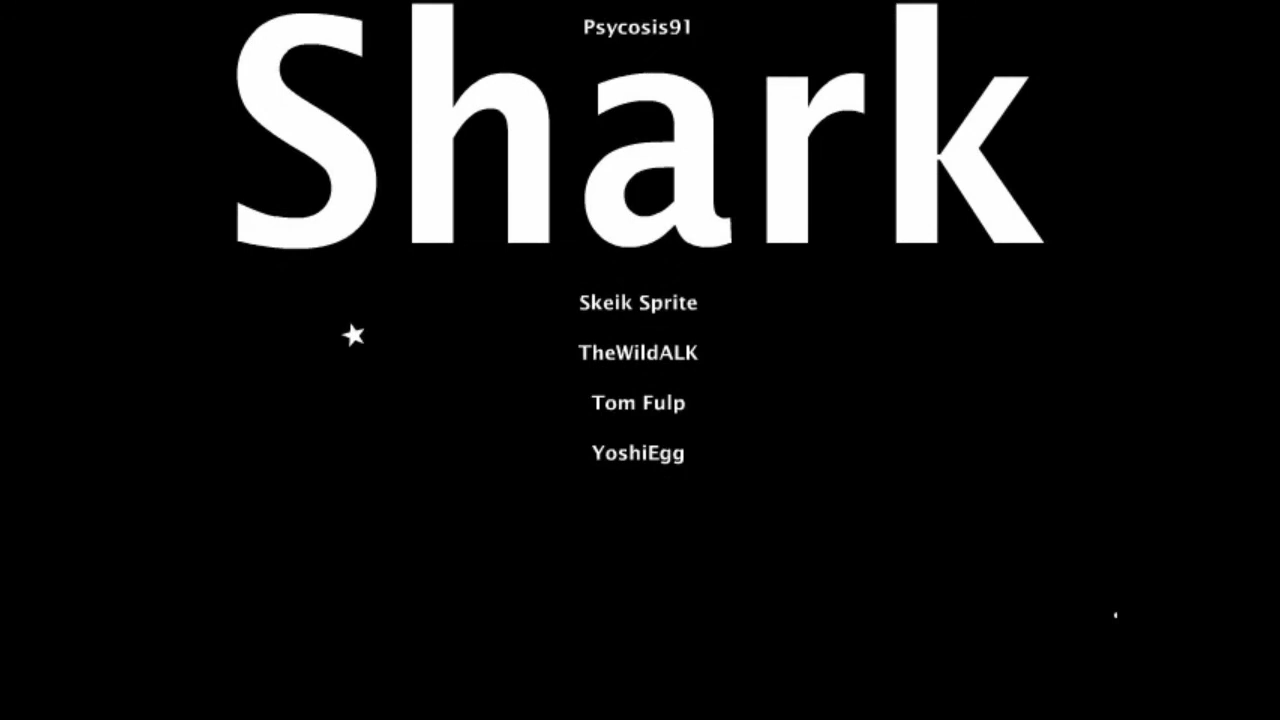 Psycosis91
Shark
Skeik Sprite
TheWildALK
Tom Fulp
YoshiEgg